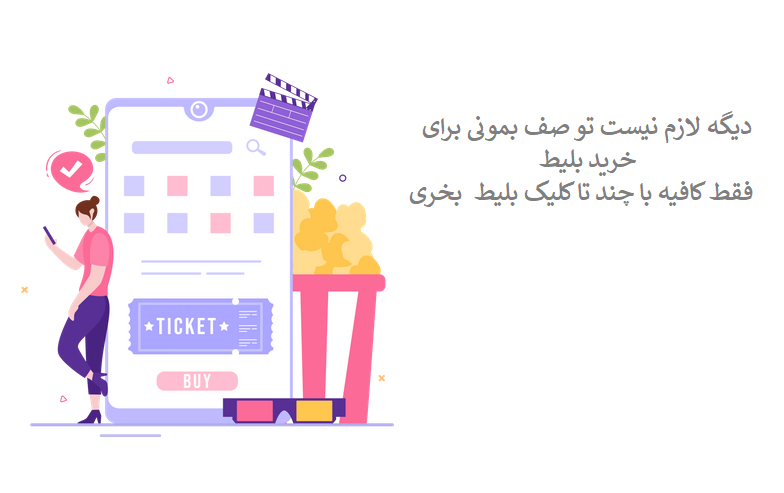 دیگه لازم نیست تو صف بمونی برای
خرید بلیط
فقط کافیه با چند تا کلیک بلیط بخری
TICKET
BUY